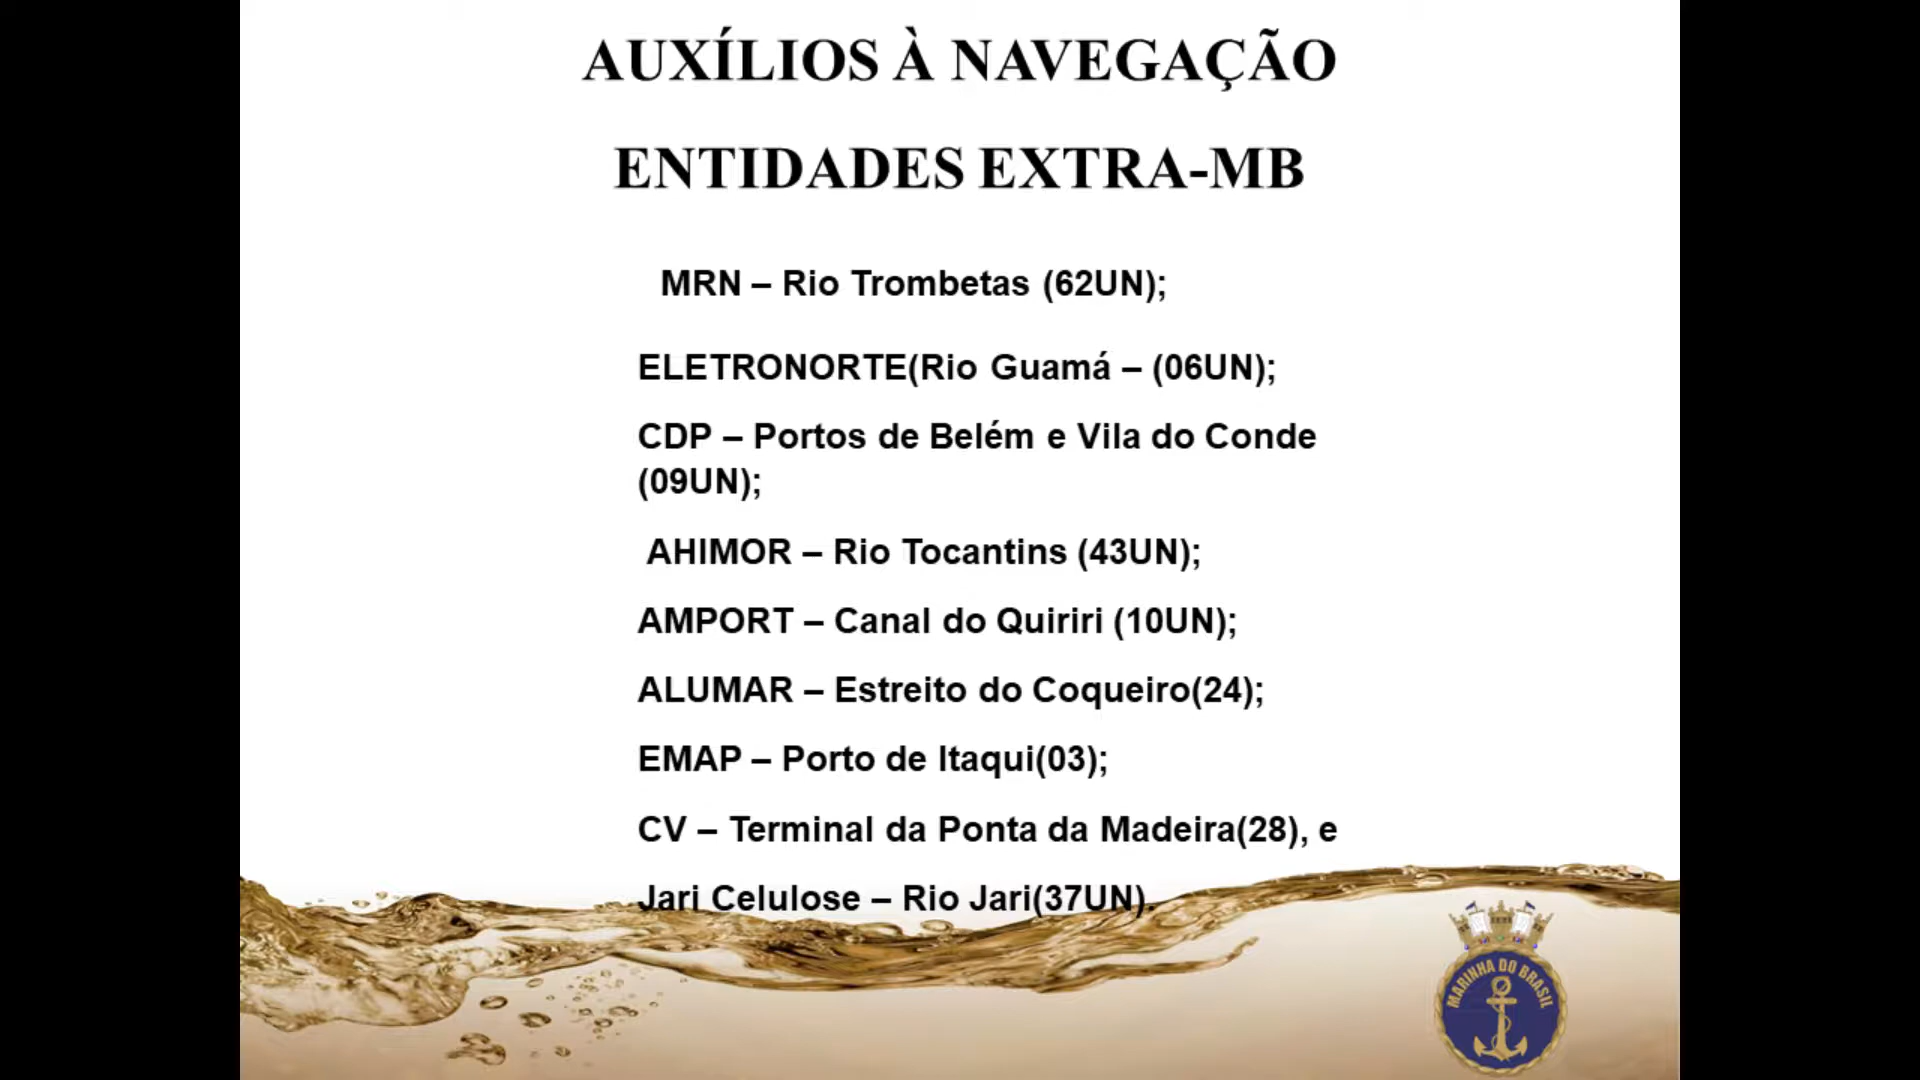 AUXÍLIOS À NAVEGAÇÃO
ENTIDADES EXTRA-MB
MRN – Rio Trombetas (62UN);
ELETRONORTE(Rio Guamá – (06UN);
CDP – Portos de Belém e Vila do Conde
(09UN);
AHIMOR – Rio Tocantins (43UN);
AMPORT – Canal do Quiriri (10UN);
ALUMAR – Estreito do Coqueiro(24);
EMAP – Porto de Itaqui(03);
CV – Terminal da Ponta da Madeira(28), e
Jari Celulose – Rio Jari(37UN).
MARINHA DO BRASIL